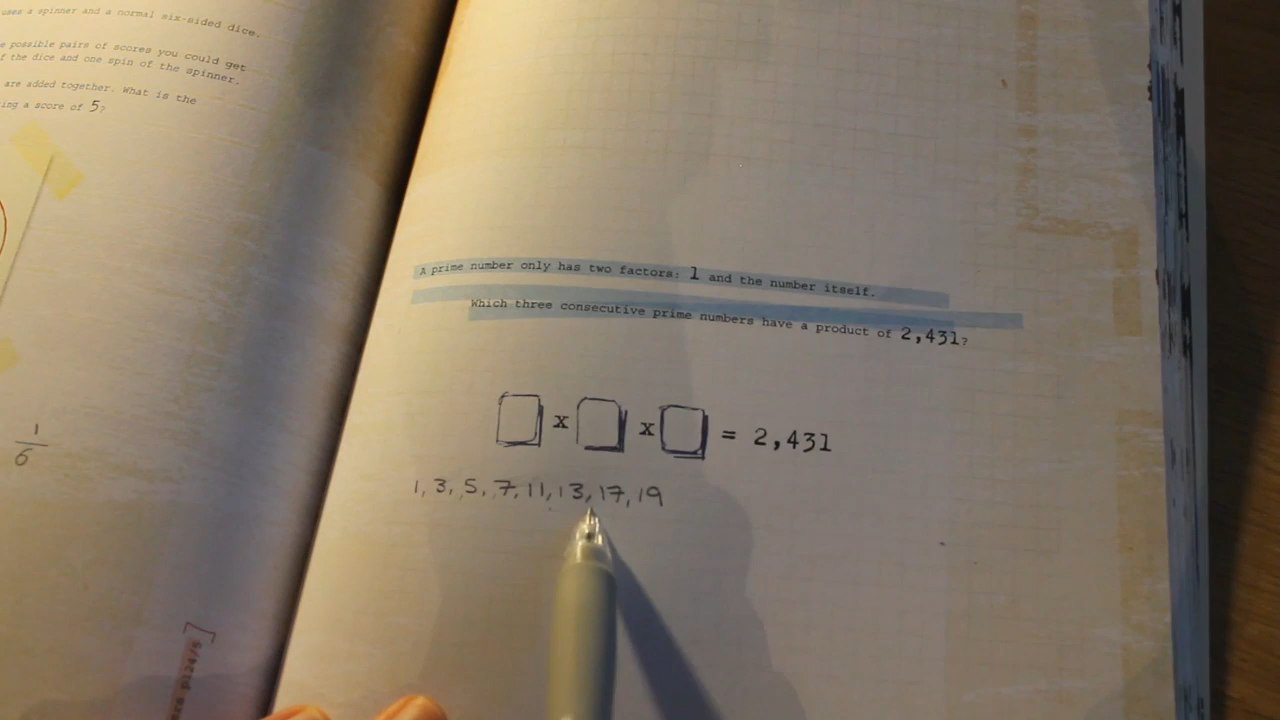 uses a spinner and a normal six-sided dice.
possible pairs of scores you could get
the dice and one spin of the spinner.
are added together. What is the
a score of 5?
1
6
p124/5
A prime number only has two factors: 1 and the number itself.
Which three consecutive prime numbers have a product of 2,431?
x x = 2,431
1, 3, 5, 7, 11, 13, 17, 19